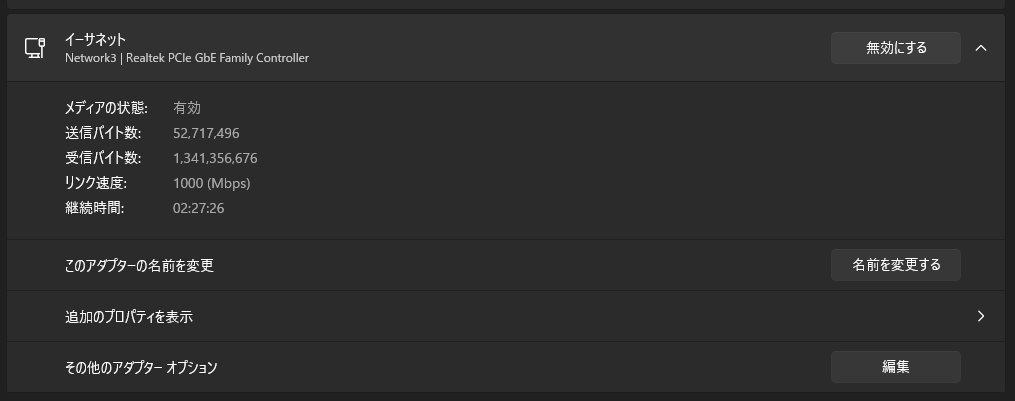 イーサネット
Network3 | Realtek PCIe GbE Family Controller
無効にする
メディアの状態: 有効
送信バイト数: 52,717,496
受信バイト数: 1,341,356,676
リンク速度: 1000 (Mbps)
継続時間: 02:27:26
このアダプターの名前を変更
名前を変更する
追加のプロパティを表示
その他のアダプター オプション
編集